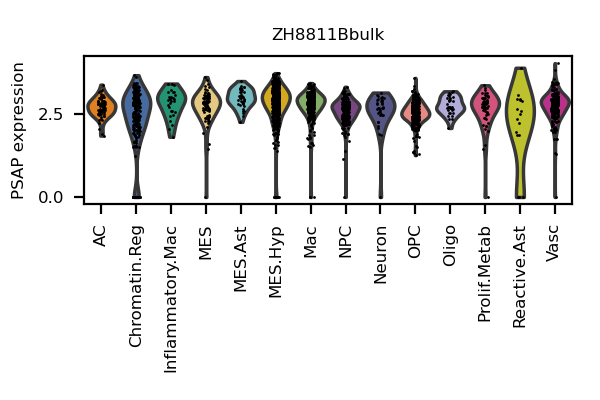 ZH8811Bbulk
PSAP expression
2.5
0.0
AC
Chromatin.Reg
Inflammatory.Mac
MES
MES.Ast
MES.Hyp
Mac
NPC
Neuron
OPC
Oligo
Prolif.Metab
Reactive.Ast
Vasc